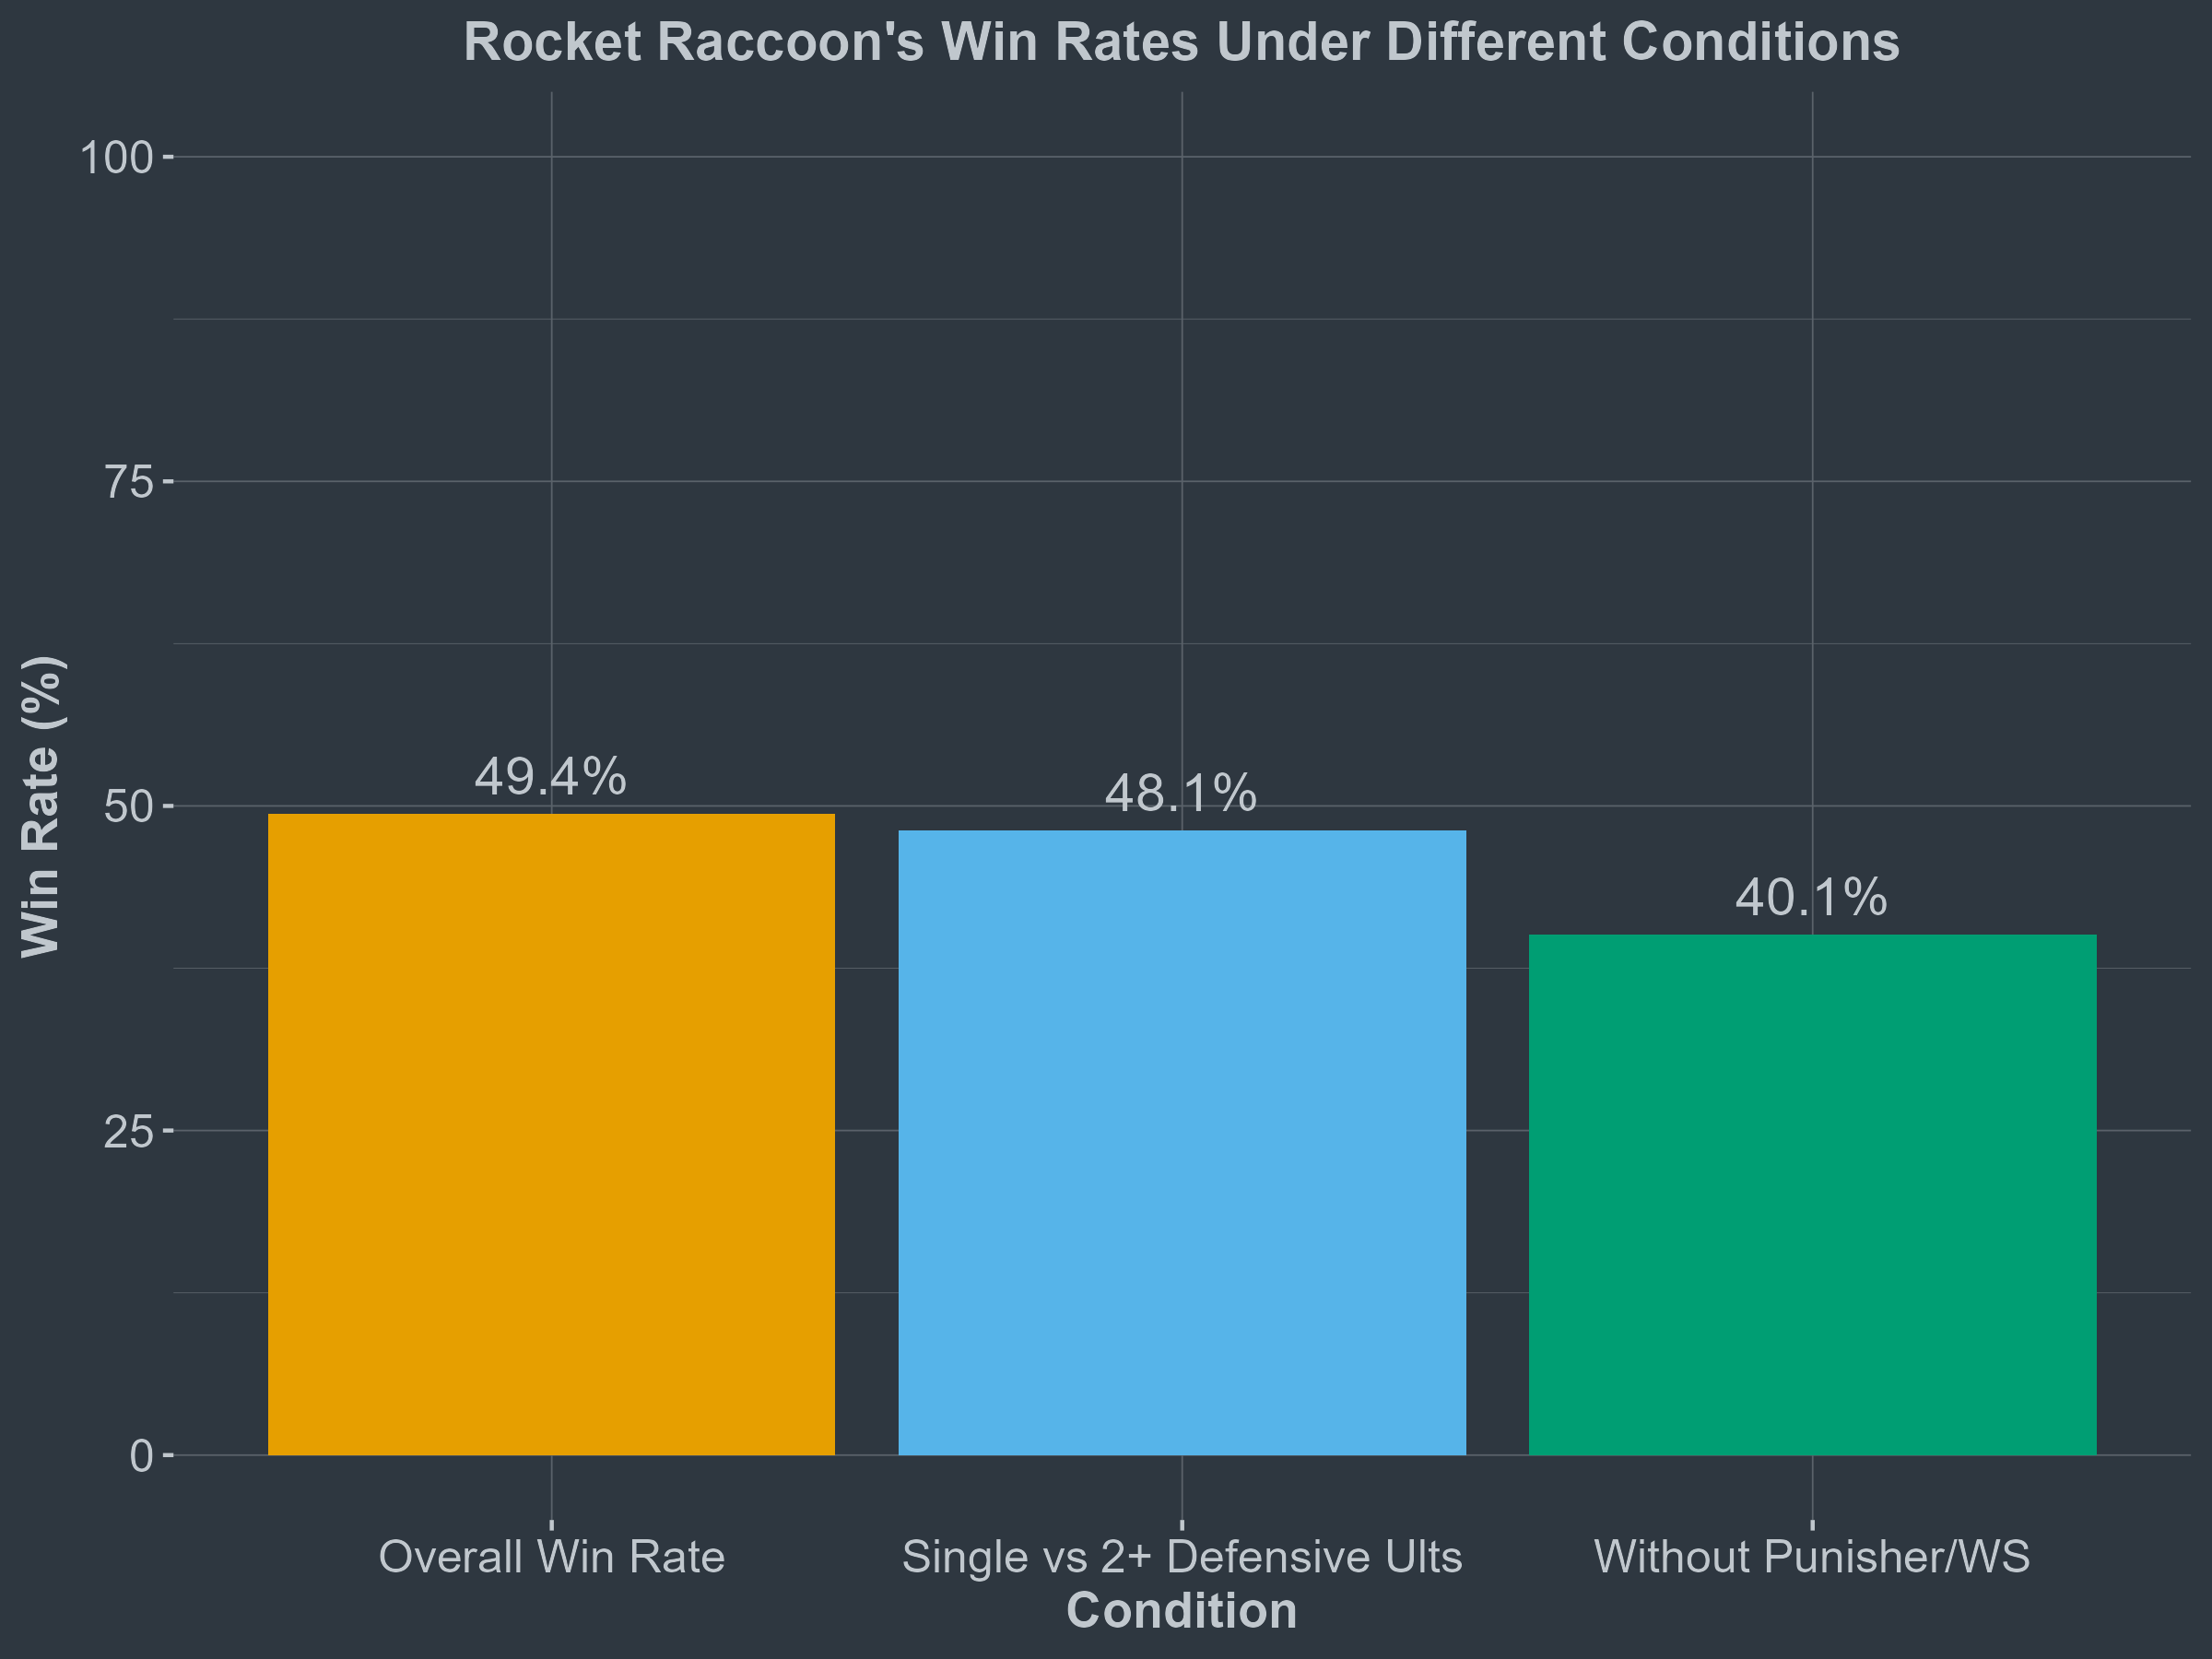 Rocket Raccoon's Win Rates Under Different Conditions
100
75
50
25
0
Win Rate (%)
49.4%
48.1%
40.1%
Overall Win Rate
Single vs 2+ Defensive Ults
Without Punisher/WS
Condition